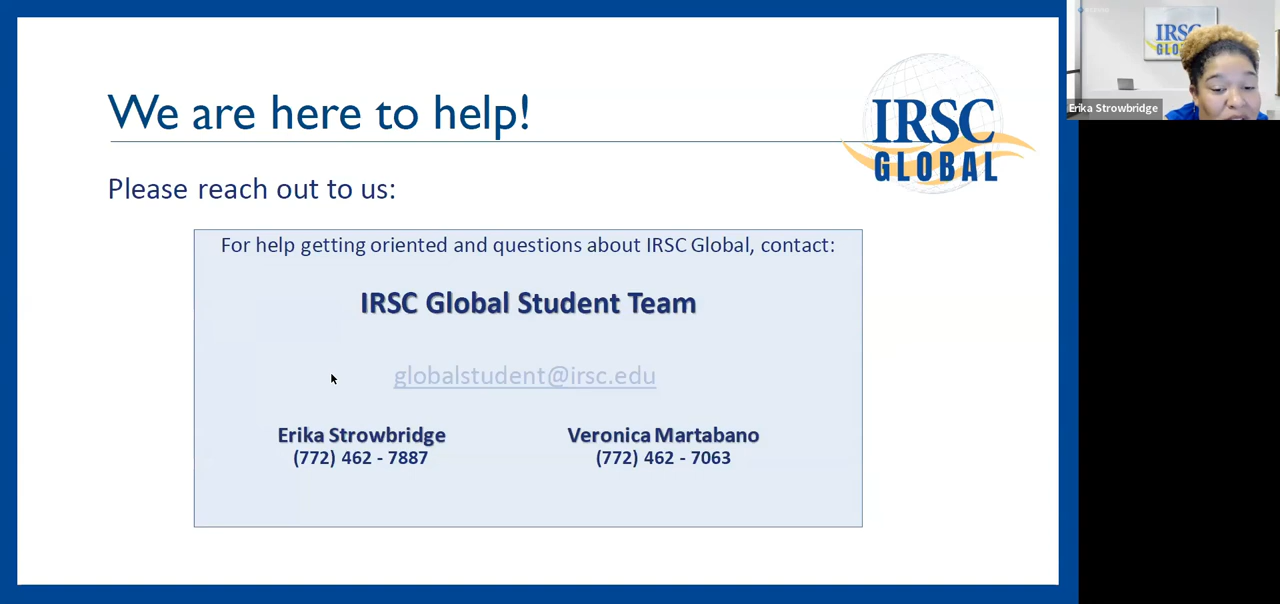 We are here to help!
IRSC
GLOBAL
Please reach out to us:
For help getting oriented and questions about IRSC Global, contact:
IRSC Global Student Team
globalstudent@irsc.edu
Erika Strowbridge
(772) 462 - 7887
Veronica Martabano
(772) 462 - 7063
Erika Strowbridge